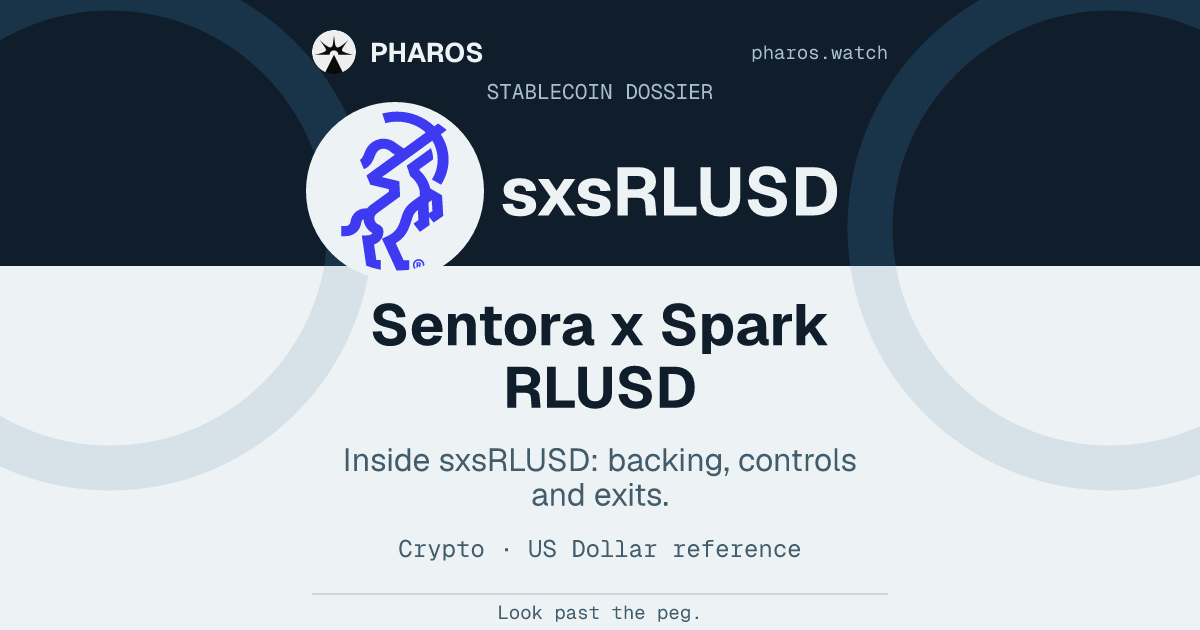 PHAROS
pharos.watch
STABLECOIN DOSSIER
sxsRLUSD
®
Sentora x Spark
RLUSD
Inside sxsRLUSD: backing, controls
and exits.
Crypto · US Dollar reference
Look past the peg.